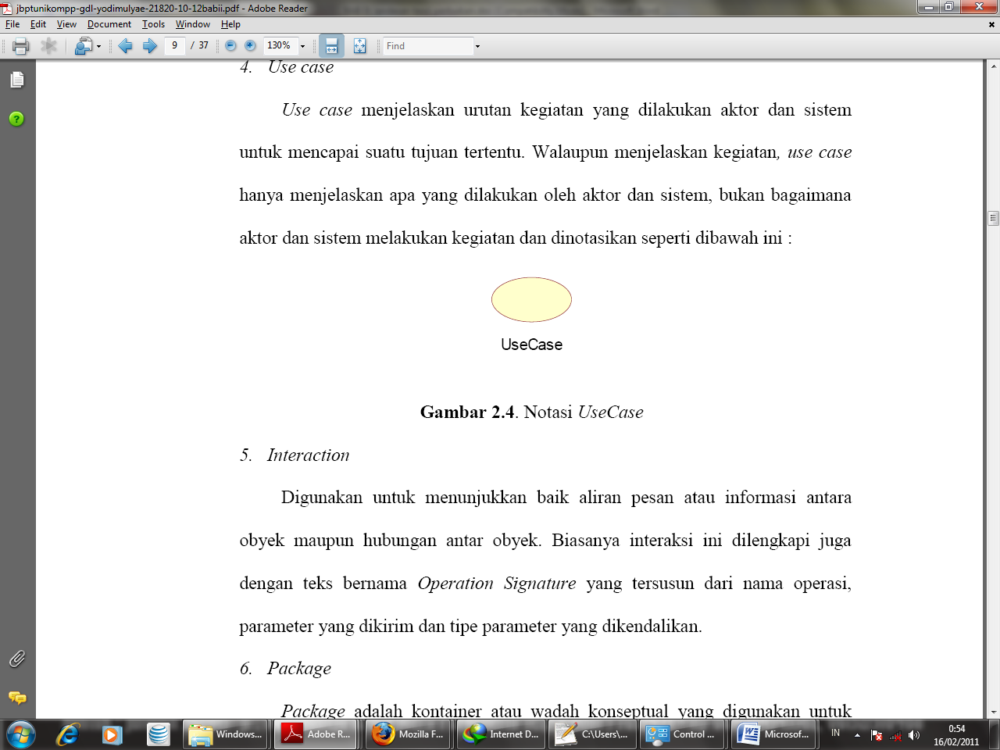 jbptunikompp-gdl-yodimulyae-21820-10-12babii.pdf - Adobe Reader
File Edit View Document Tools Window Help
9 / 37 130% Find
4. Use case
Use case menjelaskan urutan kegiatan yang dilakukan aktor dan sistem
untuk mencapai suatu tujuan tertentu. Walaupun menjelaskan kegiatan, use case
hanya menjelaskan apa yang dilakukan oleh aktor dan sistem, bukan bagaimana
aktor dan sistem melakukan kegiatan dan dinotasikan seperti dibawah ini :
UseCase
Gambar 2.4. Notasi UseCase
5. Interaction
Digunakan untuk menunjukkan baik aliran pesan atau informasi antara
obyek maupun hubungan antar obyek. Biasanya interaksi ini dilengkapi juga
dengan teks bernama Operation Signature yang tersusun dari nama operasi,
parameter yang dikirim dan tipe parameter yang dikendalikan.
6. Package
Package adalah kontainer atau wadah konseptual yang digunakan untuk
Windows... Adobe R... Mozilla F... Internet D... C:\Users\... Control ... Microsof... IN 0:54
16/02/2011